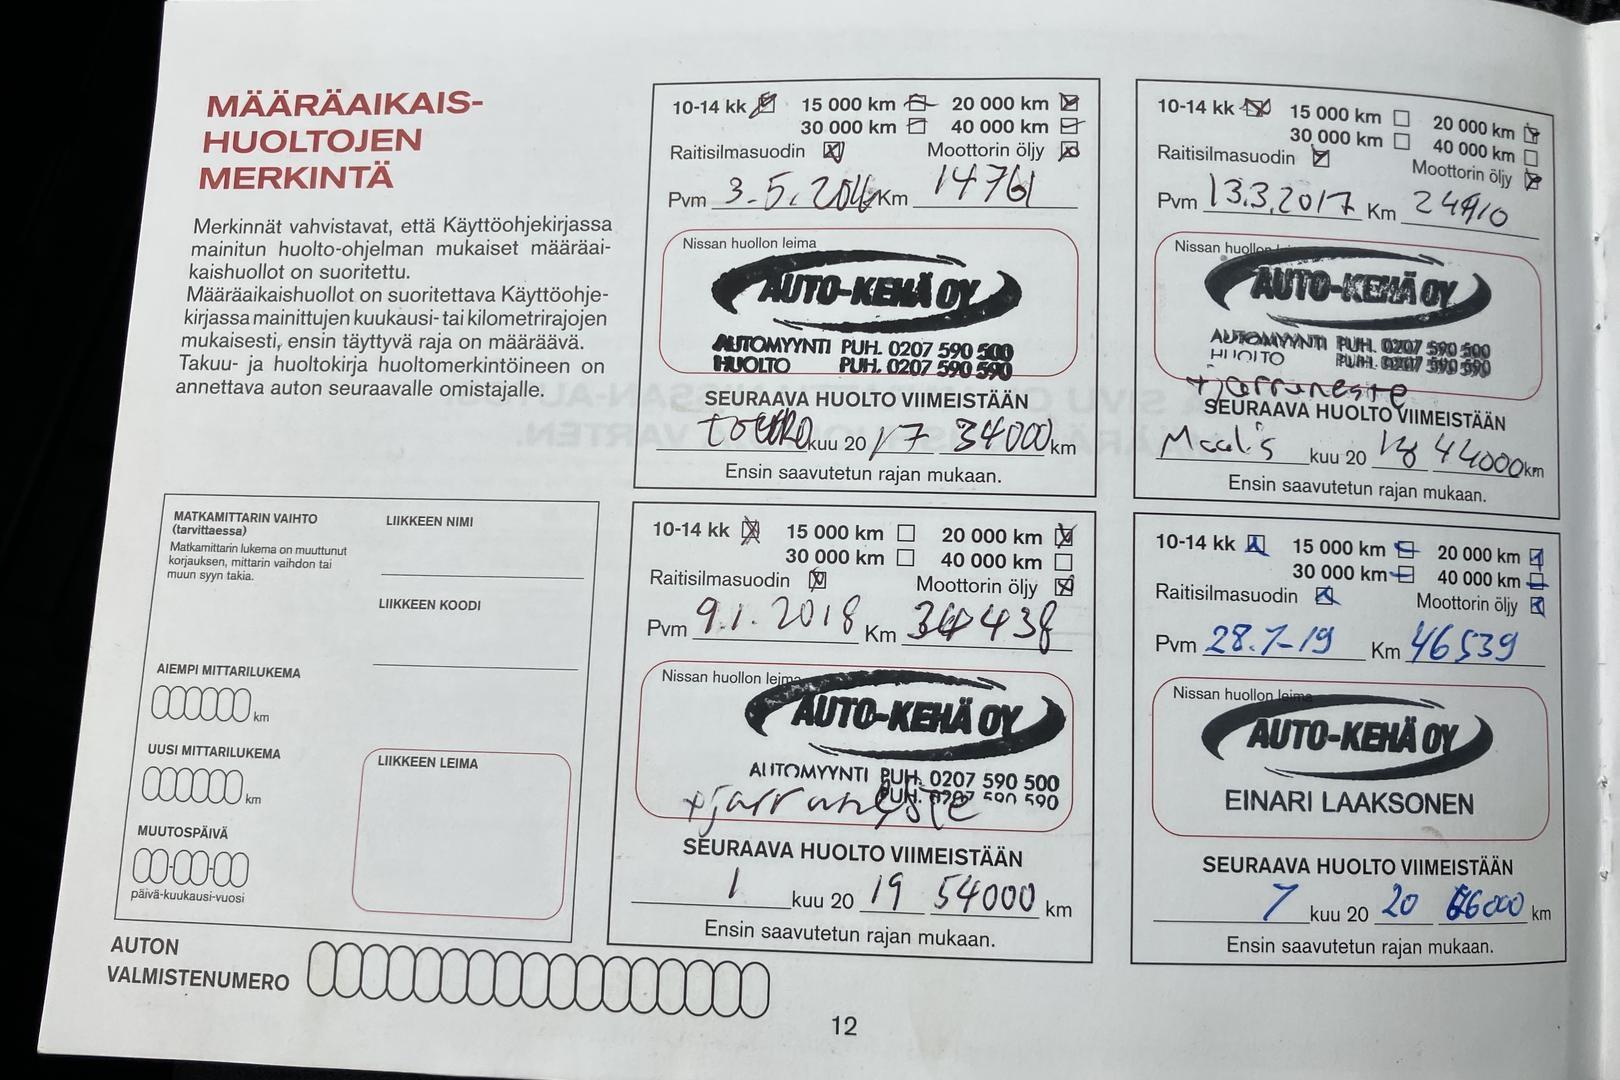 MÄÄRÄAIKAIS-
HUOLTOJEN
MERKINTÄ
Merkinnät vahvistavat, että Käyttöohjekirjassa
mainitun huolto-ohjelman mukaiset määräai-
kaishuollot on suoritettu.
Määräaikaishuollot on suoritettava Käyttöohje-
kirjassa mainittujen kuukausi- tai kilometrirajojen
mukaisesti, ensin täyttyvä raja on määräävä.
Takuu- ja huoltokirja huoltomerkintöineen on
annettava auton seuraavalle omistajalle.
MATKAMITTARIN VAIHTO
(tarvittaessa)
Matkamittarin lukema on muuttunut
korjauksen, mittarin vaihdon tai
muun syyn takia.
LIIKKEEN NIMI
LIIKKEEN KOODI
AIEMPI MITTARILUKEMA
km
UUSI MITTARILUKEMA
km
MUUTOSPÄIVÄ
päivä-kuukausi-vuosi
LIIKKEEN LEIMA
AUTON
VALMISTENUMERO
10-14 kk 15 000 km 20 000 km
30 000 km 40 000 km
Raitisilmasuodin Moottorin öljy
Pvm 3.5. Km 14761
Nissan huollon leima
AUTO-KEHÄ OY
AUTOMYYNTI PUH. 0207 590 500
HUOLTO PUH. 0207 590 590
SEURAAVA HUOLTO VIIMEISTÄÄN
kuu 20 17 34000 km
Ensin saavutetun rajan mukaan.
10-14 kk 15 000 km 20 000 km
30 000 km 40 000 km
Raitisilmasuodin Moottorin öljy
Pvm 13.3.2017 Km
Nissan huollon
AUTO-KEHÄ OY
AUTOMYYNTI PUH. 0207 590 500
HUOLTO PUH. 0207 590 590
+jarruneste
SEURAAVA HUOLTO VIIMEISTÄÄN
Maalis kuu 20 18 44000 km
Ensin saavutetun rajan mukaan.
10-14 kk 15 000 km 20 000 km
30 000 km 40 000 km
Raitisilmasuodin Moottorin öljy
Pvm 9.1.2018 Km 34438
Nissan huollon leima
AUTO-KEHÄ OY
AUTOMYYNTI PUH. 0207 590 500
PUH. 0207 590 590
+jarruneste
SEURAAVA HUOLTO VIIMEISTÄÄN
1 kuu 20 19 54000 km
Ensin saavutetun rajan mukaan.
10-14 kk 15 000 km 20 000 km
30 000 km 40 000 km
Raitisilmasuodin Moottorin öljy
Pvm 28.7-19 Km 46539
Nissan huollon leima
AUTO-KEHÄ OY
EINARI LAAKSONEN
SEURAAVA HUOLTO VIIMEISTÄÄN
7 kuu 20 20 66000 km
Ensin saavutetun rajan mukaan.
12